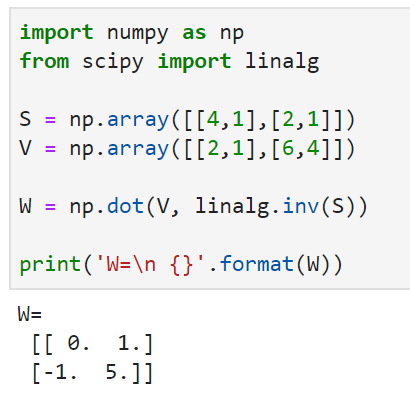 import numpy as np
from scipy import linalg
S = np.array([[4,1],[2,1]])
V = np.array([[2,1],[6,4]])
W = np.dot(V, linalg.inv(S))
print('W=\n {}'.format(W))
W=
[[ 0.  1.]
[-1.  5.]]